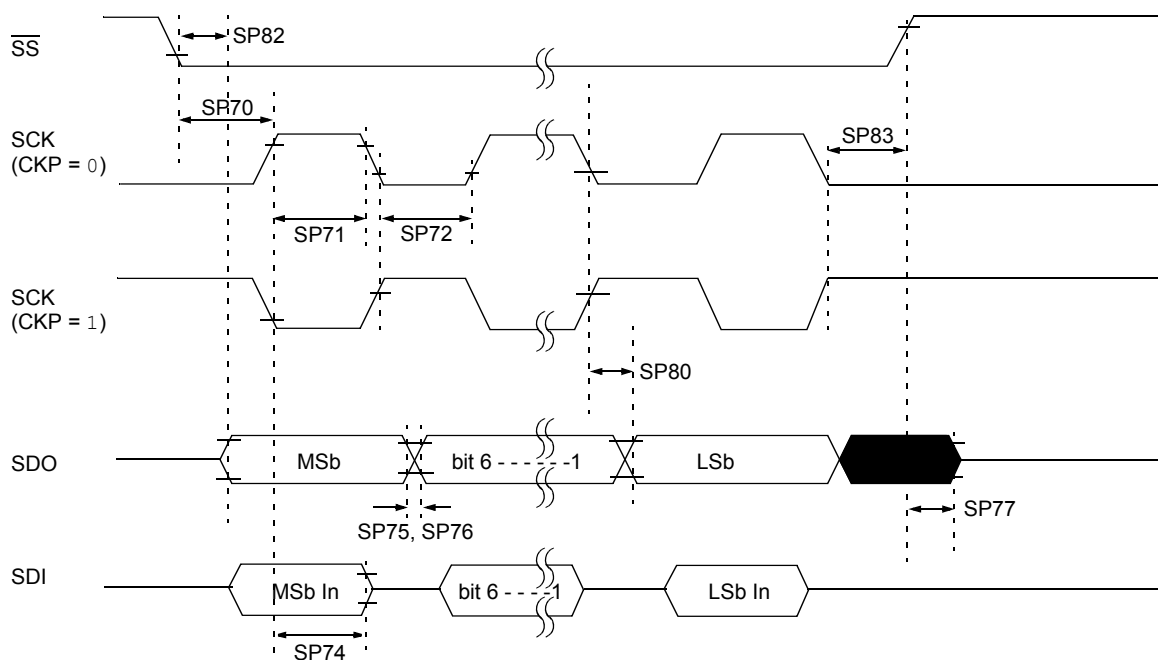 SS
SP82
SP70
SCK
(CKP = 0)
SP83
SP71
SP72
SCK
(CKP = 1)
SP80
SDO
MSb
bit 6 - - - - - -1
LSb
SP75, SP76
SP77
SDI
MSb In
bit 6 - - - - -1
LSb In
SP74